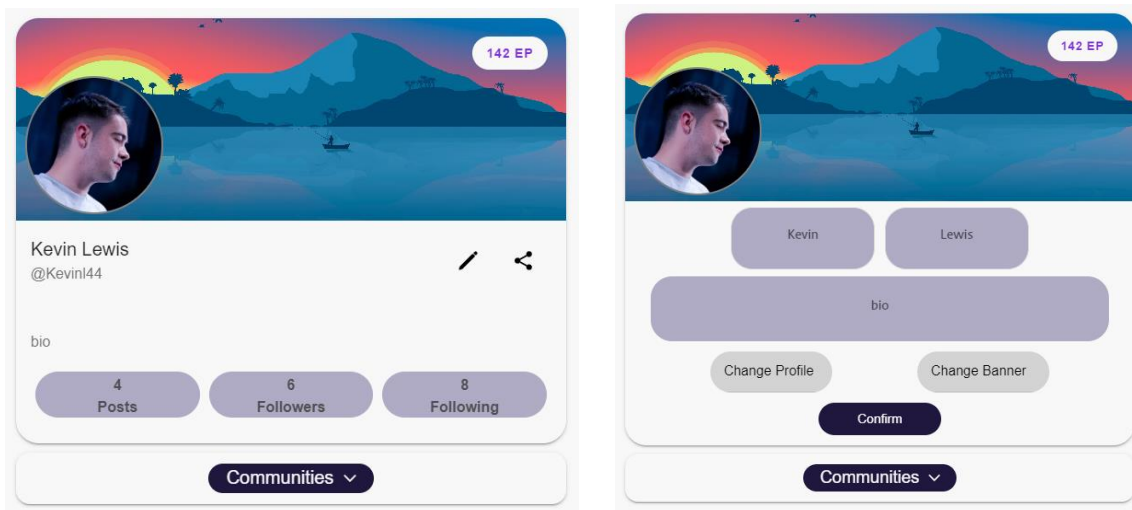 142 EP
Kevin Lewis
@Kevinl44
bio
4 6 8
Posts Followers Following
Communities
142 EP
Kevin Lewis
bio
Change Profile Change Banner
Confirm
Communities